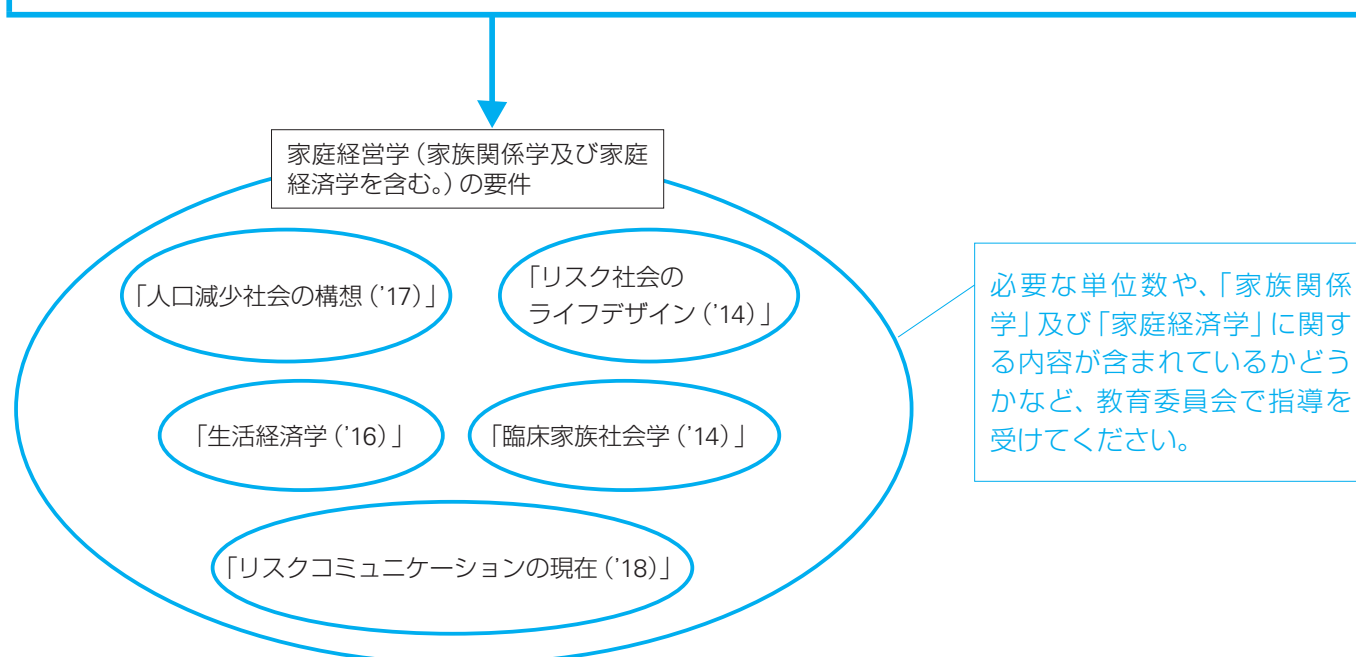 家庭経営学（家族関係学及び家庭
経済学を含む。）の要件
「人口減少社会の構想（’17）」
「リスク社会の
ライフデザイン（’14）」
「生活経済学（’16）」
「臨床家族社会学（’14）」
「リスクコミュニケーションの現在（’18）」
必要な単位数や、「家族関係
学」及び「家庭経済学」に関す
る内容が含まれているかどう
かなど、教育委員会で指導を
受けてください。